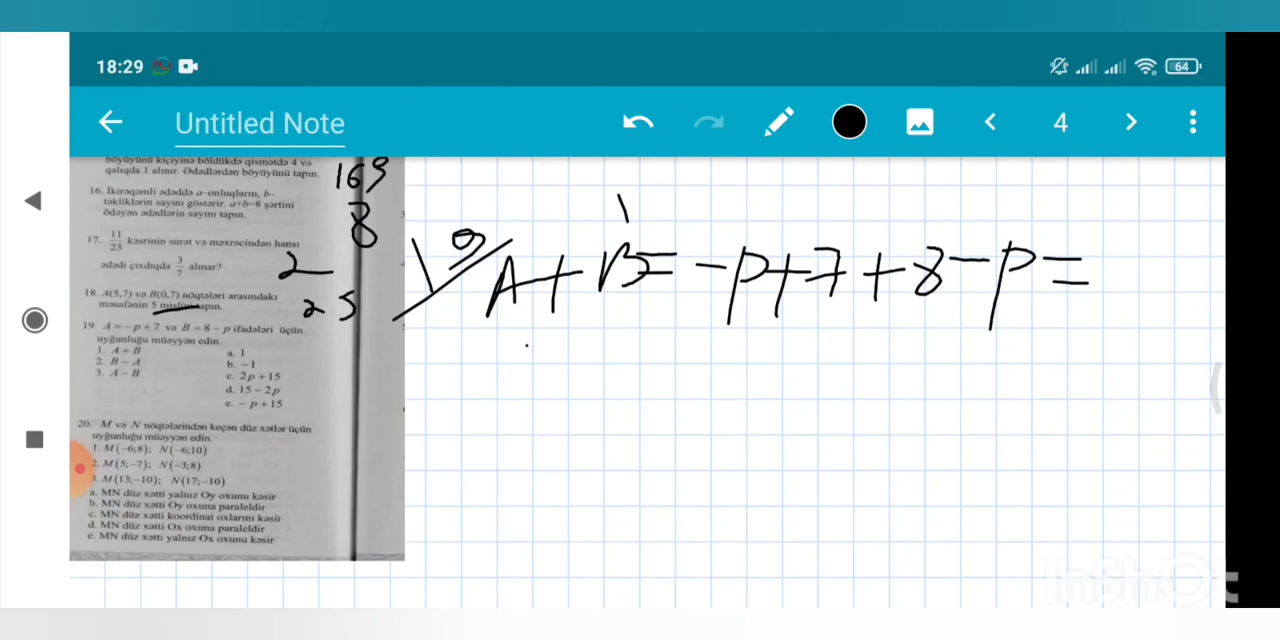 18:29
64
Untitled Note
4
böyüyünü kiçiyinə böldükdə qismətdə 4 və
qalıqda 1 alınır. Ədədlərdən böyüyünü tapın.
169
16. İkirəqəmli ədəddə a-onluqların, b-
təkliklərin sayını göstərir. a+b=8 şərtini
ödəyən ədədlərin sayını tapın.
8
17. 11/23 kəsrinin surət və məxrəcindən hansı
ədədi çıxdıqda 3/7 alınar?
2
18. A(5,7) və B(0,7) nöqtələri arasındakı
məsafənin 5 mislini tapın.
25
19. A = -p + 7 və B = 8 - p ifadələri üçün
uyğunluğu müəyyən edin.
1. A + B
2. B - A
3. A - B
a. 1
b. -1
c. 2p + 15
d. 15 - 2p
e. - p + 15
20. M və N nöqtələrindən keçən düz xətlər üçün
uyğunluğu müəyyən edin.
1. M(-6;8); N(-6;10)
2. M(5;-7); N(-3;8)
3. M(13;-10); N(17;-10)
a. MN düz xətti yalnız Oy oxunu kəsir
b. MN düz xətti Oy oxuna paraleldir
c. MN düz xətti koordinat oxlarını kəsir
d. MN düz xətti Ox oxuna paraleldir
e. MN düz xətti yalnız Ox oxunu kəsir
19/ A + B = -p + 7 + 8 - p =
InShOt